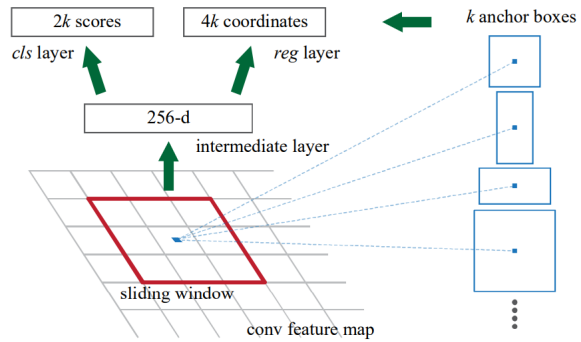 2k scores
4k coordinates
k anchor boxes
cls layer
reg layer
256-d
intermediate layer
sliding window
conv feature map